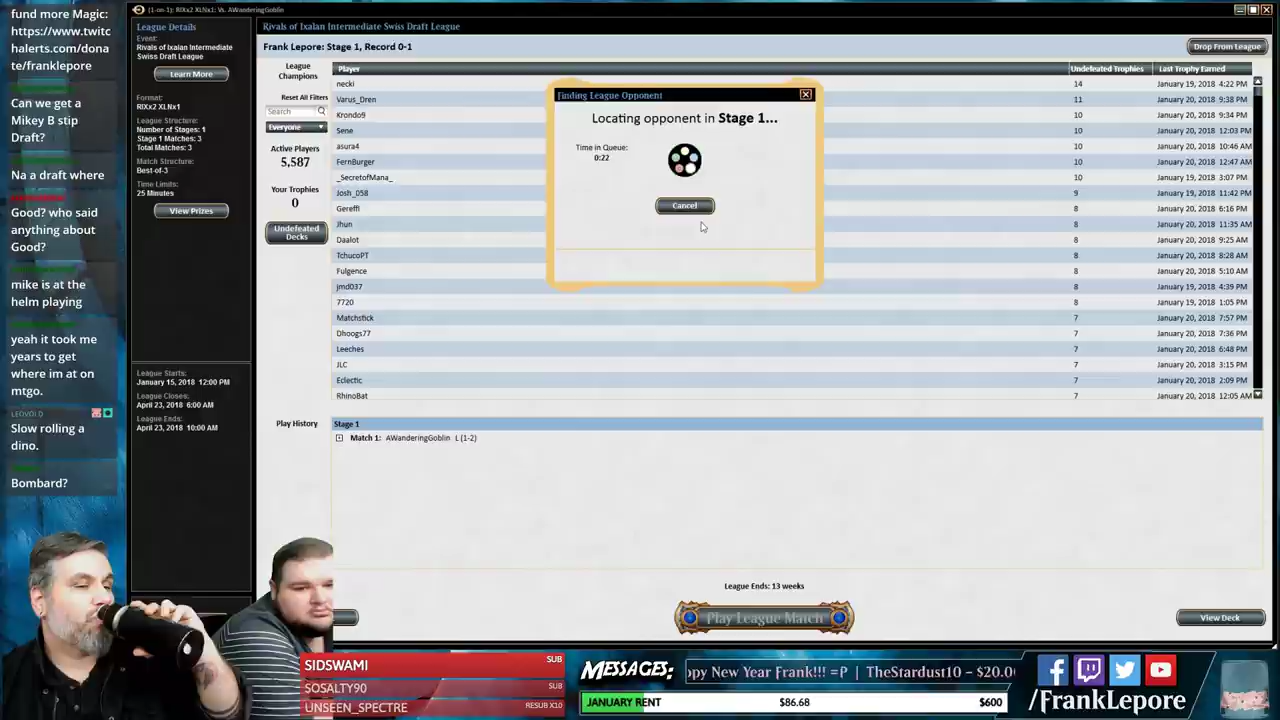 fund more Magic:
https://www.twitc
halerts.com/dona
te/franklepore
Can we get a
Mikey B stip
Draft?
Na a draft where
Good? who said
anything about
Good?
mike is at the
helm playing
yeah it took me
years to get
where im at on
mtgo.
LEOVOLD
Slow rolling a
dino.
Bombard?
(1-on-1): RIXx2 XLNx1: Vs. AWanderingGoblin
League Details
Event:
Rivals of Ixalan Intermediate
Swiss Draft League
Learn More
Format:
RIXx2 XLNx1
League Structure:
Number of Stages: 1
Stage 1 Matches: 3
Total Matches: 3
Match Structure:
Best-of-3
Time Limits:
25 Minutes
View Prizes
League Starts:
January 15, 2018 12:00 PM
League Closes:
April 23, 2018 6:00 AM
League Ends:
April 23, 2018 10:00 AM
Rivals of Ixalan Intermediate Swiss Draft League
Frank Lepore: Stage 1, Record 0-1
Drop From League
League
Champions
Reset All Filters
Search
Everyone
Active Players
5,587
Your Trophies
0
Undefeated
Decks
Player Undefeated Trophies Last Trophy Earned
necki 14 January 19, 2018 4:22 PM
Varus_Dren 11 January 20, 2018 9:38 PM
Krondo9 10 January 20, 2018 9:34 PM
Sene 10 January 20, 2018 12:03 PM
asura4 10 January 20, 2018 10:46 AM
FernBurger 10 January 20, 2018 12:47 AM
_SecretofMana_ 10 January 19, 2018 3:07 PM
Josh_058 9 January 19, 2018 11:42 PM
Gereffi 8 January 20, 2018 6:16 PM
Jhun 8 January 20, 2018 11:35 AM
Daalot 8 January 20, 2018 9:25 AM
TchucoPT 8 January 20, 2018 8:28 AM
Fulgence 8 January 20, 2018 5:10 AM
jmd037 8 January 19, 2018 4:39 PM
7720 8 January 19, 2018 1:05 PM
Matchstick 7 January 20, 2018 7:57 PM
Dhoogs77 7 January 20, 2018 7:36 PM
Leeches 7 January 20, 2018 6:48 PM
JLC 7 January 20, 2018 3:15 PM
Eclectic 7 January 20, 2018 2:09 PM
RhinoBat 7 January 20, 2018 12:05 AM
Finding League Opponent
Locating opponent in Stage 1...
Time in Queue:
0:22
Cancel
Play History
Stage 1
Match 1: AWanderingGoblin L (1-2)
League Ends: 13 weeks
Play League Match
View Deck
SIDSWAMI SUB
SOSALTY90 SUB
UNSEEN_SPECTRE RESUB X10
MESSAGES: ppy New Year Frank!!! =P | TheStardust10 – $20.0
JANUARY RENT $86.68 $600
/FrankLepore